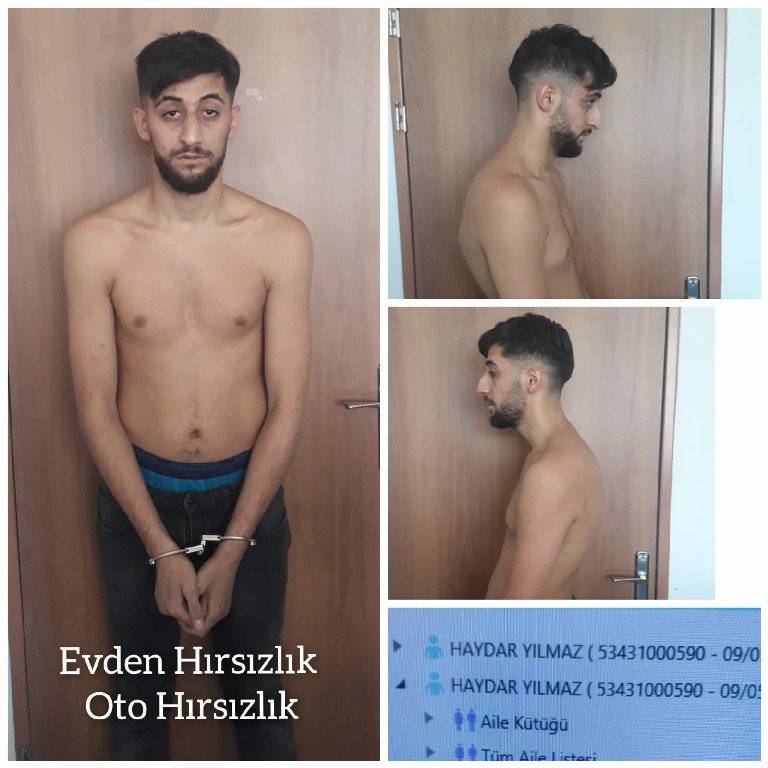 Evden Hırsızlık
Oto Hırsızlık
HAYDAR YILMAZ ( 53431000590 - 09/0
HAYDAR YILMAZ ( 53431000590 - 09/05
Aile Kütüğü
Tüm Aile Listesi